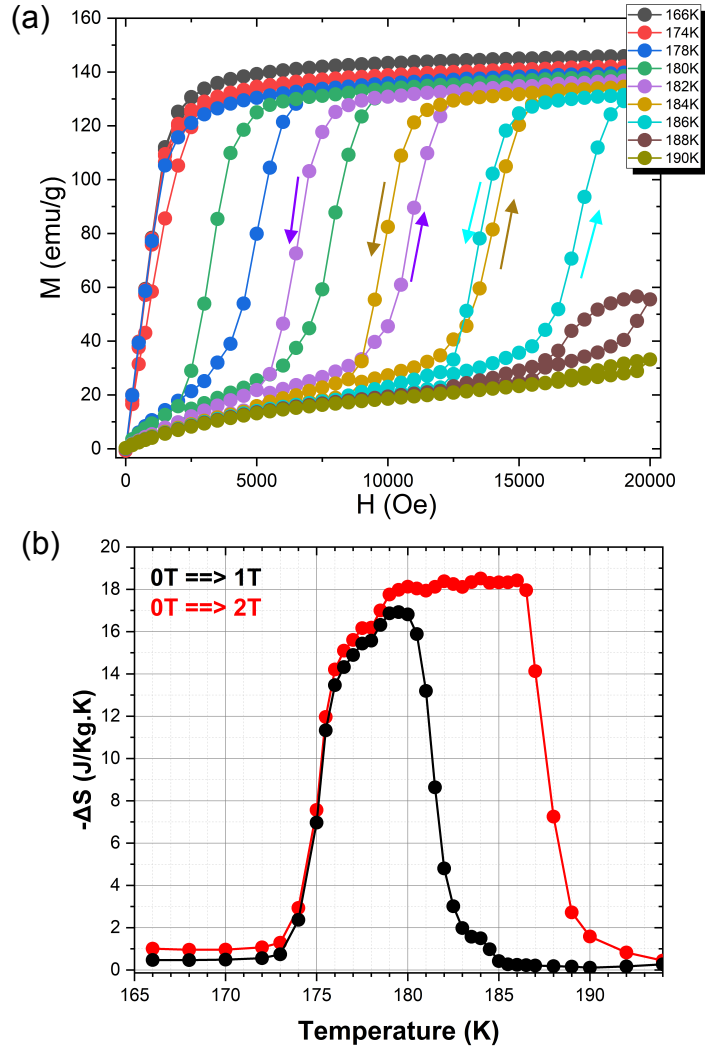 (a)
160
140
120
100
80
60
40
20
0
M (emu/g)
0
5000
10000
15000
20000
H (Oe)
166K
174K
178K
180K
182K
184K
186K
188K
190K
(b)
20
18
16
14
12
10
8
6
4
2
0
-ΔS (J/Kg.K)
0T ==> 1T
0T ==> 2T
165
170
175
180
185
190
Temperature (K)